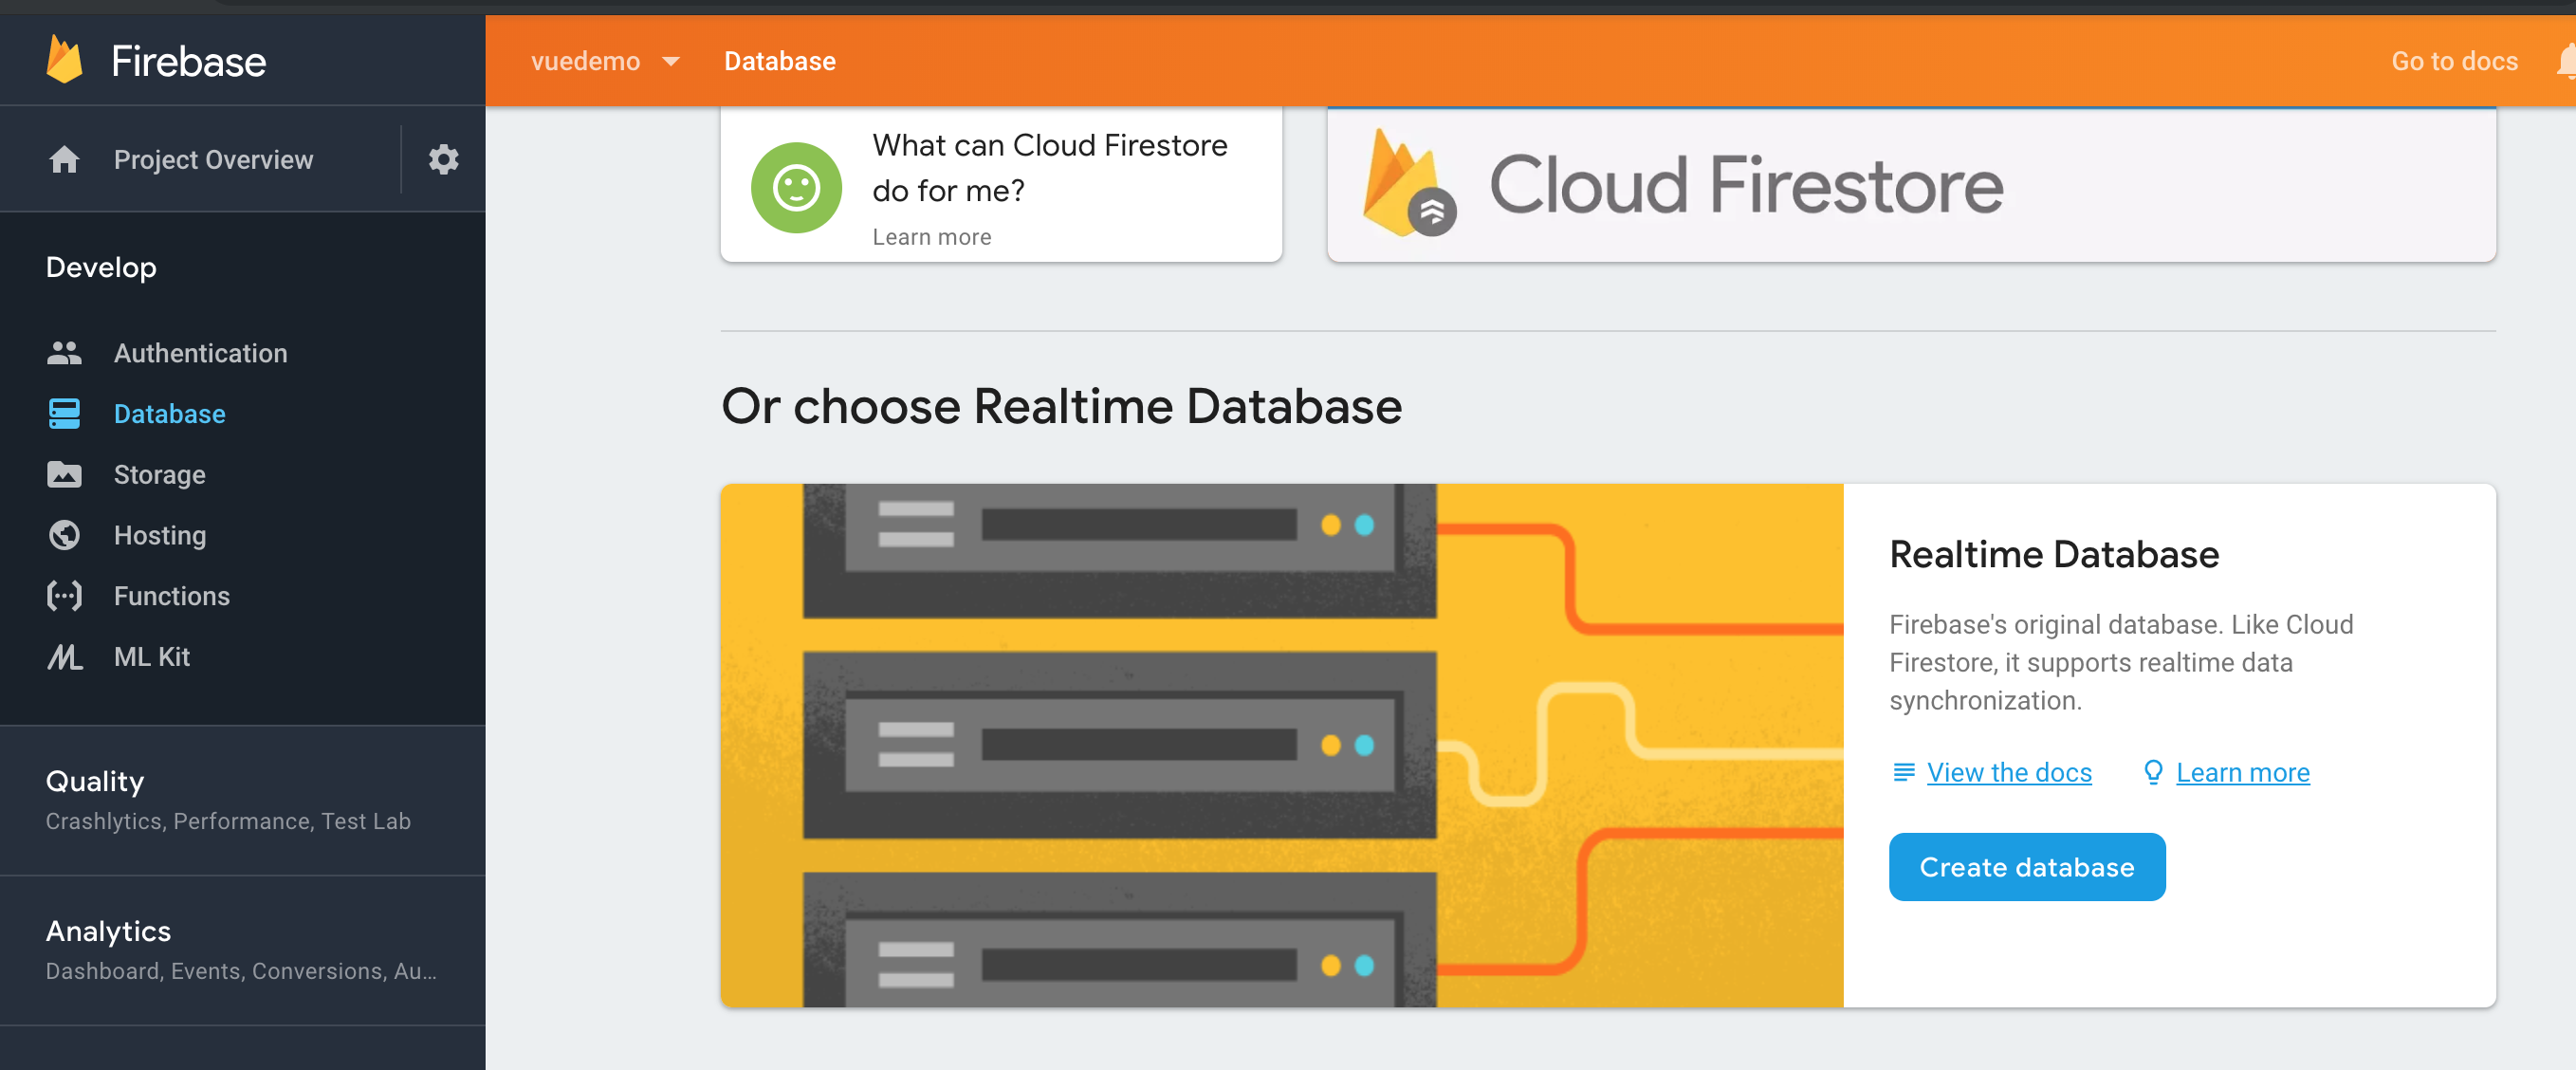 Firebase
vuedemo
Database
Go to docs
Project Overview
Develop
Authentication
Database
Storage
Hosting
Functions
ML Kit
Quality
Crashlytics, Performance, Test Lab
Analytics
Dashboard, Events, Conversions, Au...
What can Cloud Firestore
do for me?
Learn more
Cloud Firestore
Or choose Realtime Database
Realtime Database
Firebase's original database. Like Cloud
Firestore, it supports realtime data
synchronization.
View the docs
Learn more
Create database